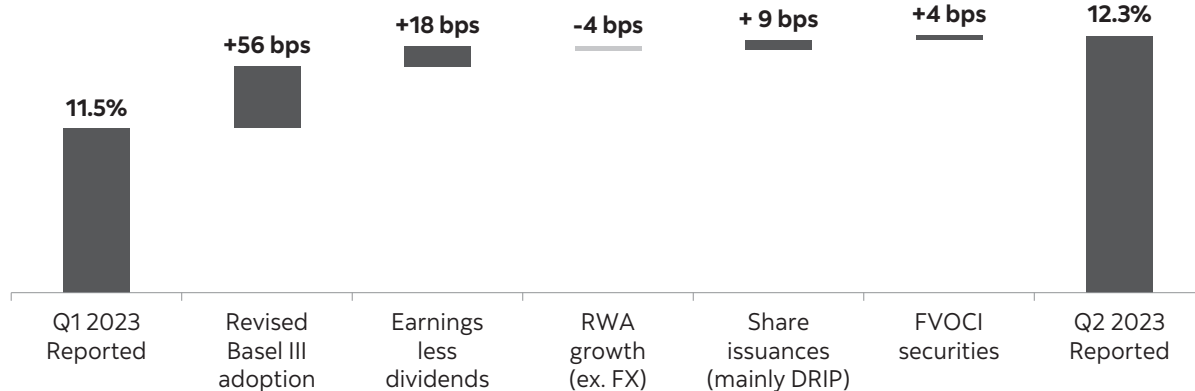 11.5%
+56 bps
+18 bps
-4 bps
+ 9 bps
+4 bps
12.3%
Q1 2023
Reported
Revised
Basel III
adoption
Earnings
less
dividends
RWA
growth
(ex. FX)
Share
issuances
(mainly DRIP)
FVOCI
securities
Q2 2023
Reported